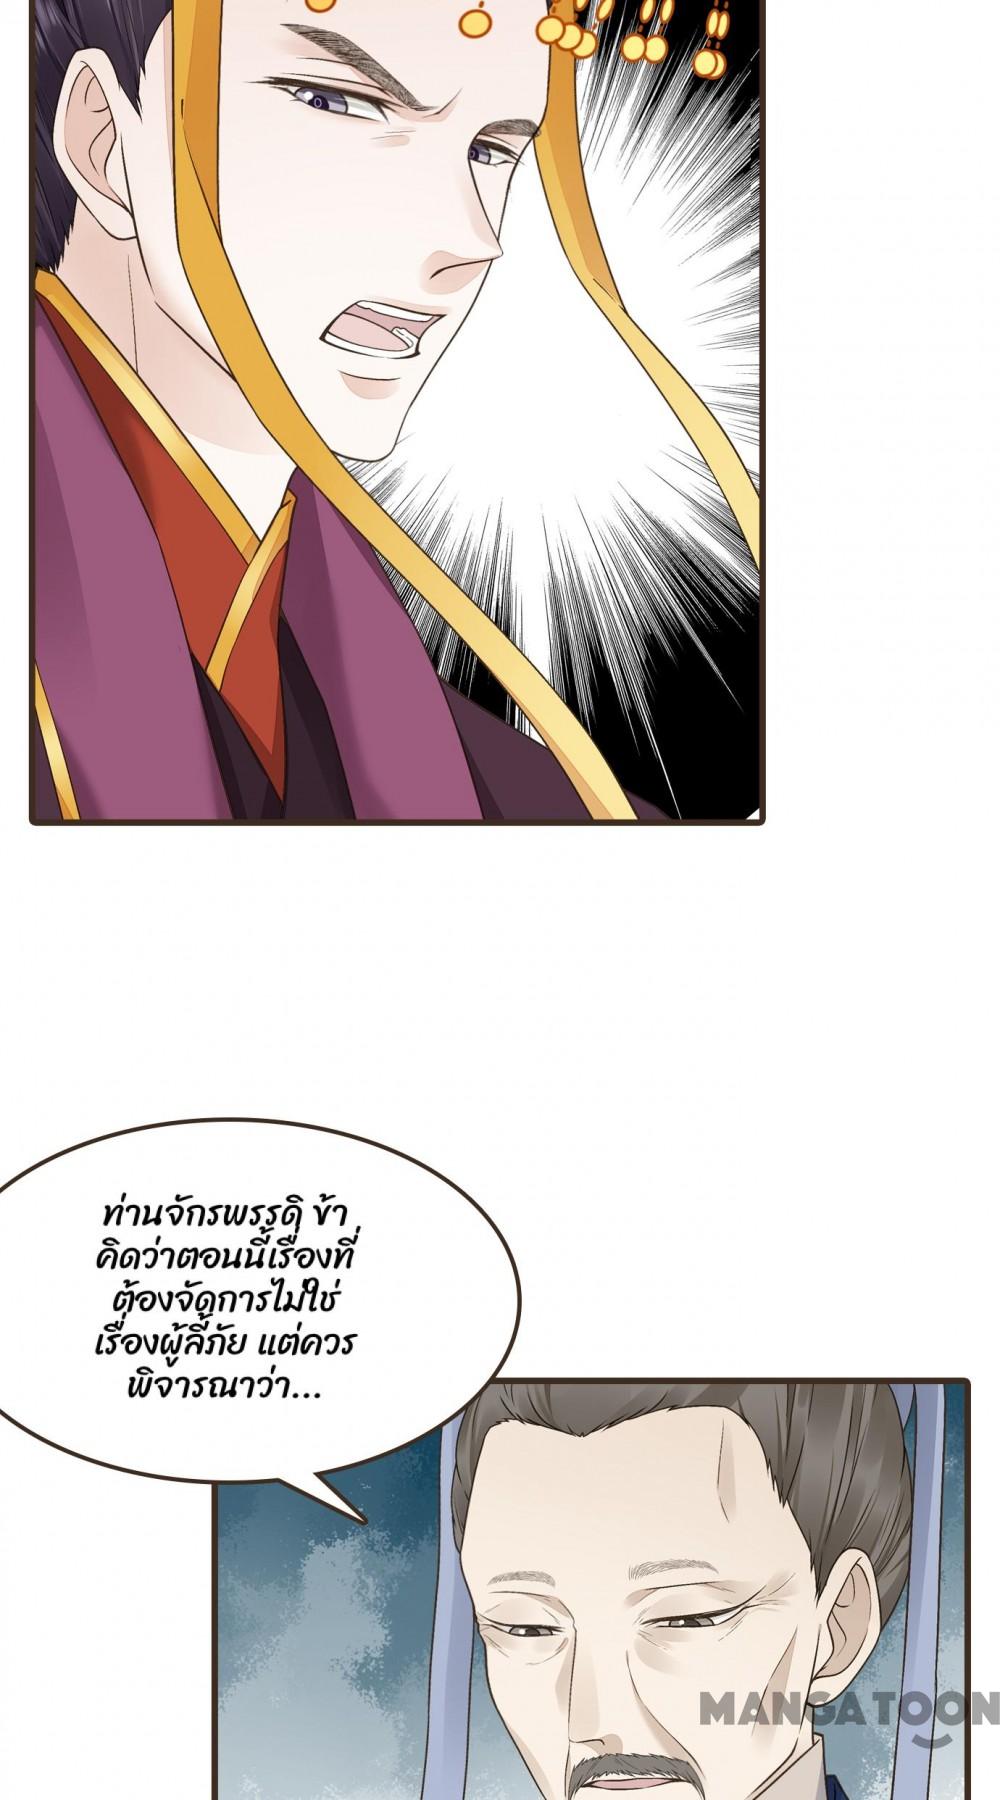 ท่านจักรพรรดิ ข้า
คิดว่าตอนนี้เรื่องที่
ต้องจัดการไม่ใช่
เรื่องผู้ลี้ภัย แต่ควร
พิจารณาว่า...
MANGATOON